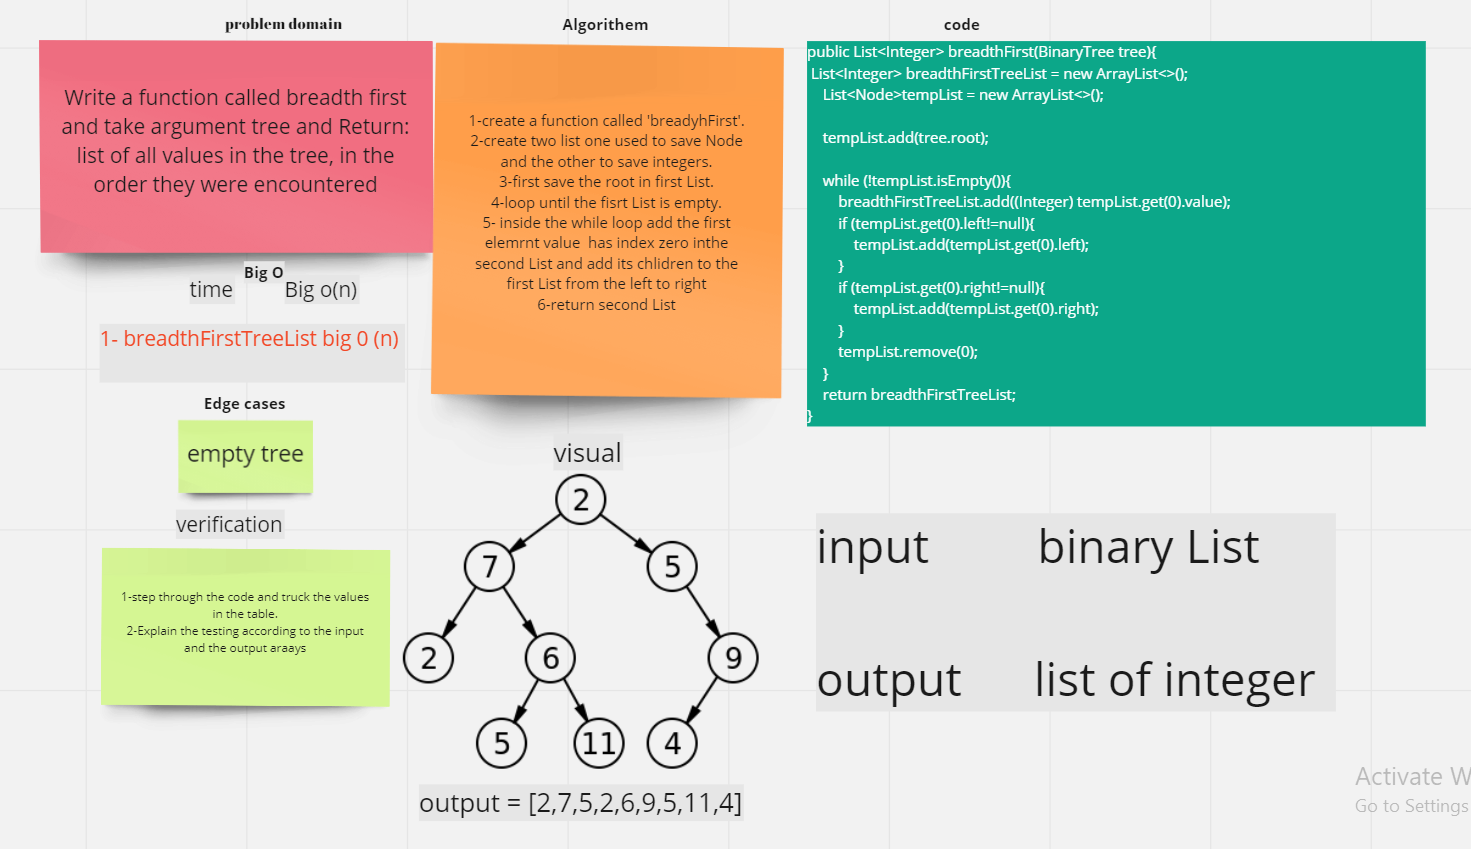 problem domain
Write a function called breadth first
and take argument tree and Return:
list of all values in the tree, in the
order they were encountered
Big O
time
Big o(n)
1- breadthFirstTreeList big 0 (n)
Edge cases
empty tree
verification
1-step through the code and truck the values
in the table.
2-Explain the testing according to the input
and the output araays
Algorithem
1-create a function called 'breadyhFirst'.
2-create two list one used to save Node
and the other to save integers.
3-first save the root in first List.
4-loop until the fisrt List is empty.
5- inside the while loop add the first
elemrnt value  has index zero inthe
second List and add its chlidren to the
first List from the left to right
6-return second List
visual
2
7
5
2
6
9
5
11
4
output = [2,7,5,2,6,9,5,11,4]
code
public List<Integer> breadthFirst(BinaryTree tree){
List<Integer> breadthFirstTreeList = new ArrayList<>();
List<Node>tempList = new ArrayList<>();
tempList.add(tree.root);
while (!tempList.isEmpty()){
breadthFirstTreeList.add((Integer) tempList.get(0).value);
if (tempList.get(0).left!=null){
tempList.add(tempList.get(0).left);
}
if (tempList.get(0).right!=null){
tempList.add(tempList.get(0).right);
}
tempList.remove(0);
}
return breadthFirstTreeList;
}
input binary List
output list of integer
Activate W
Go to Settings